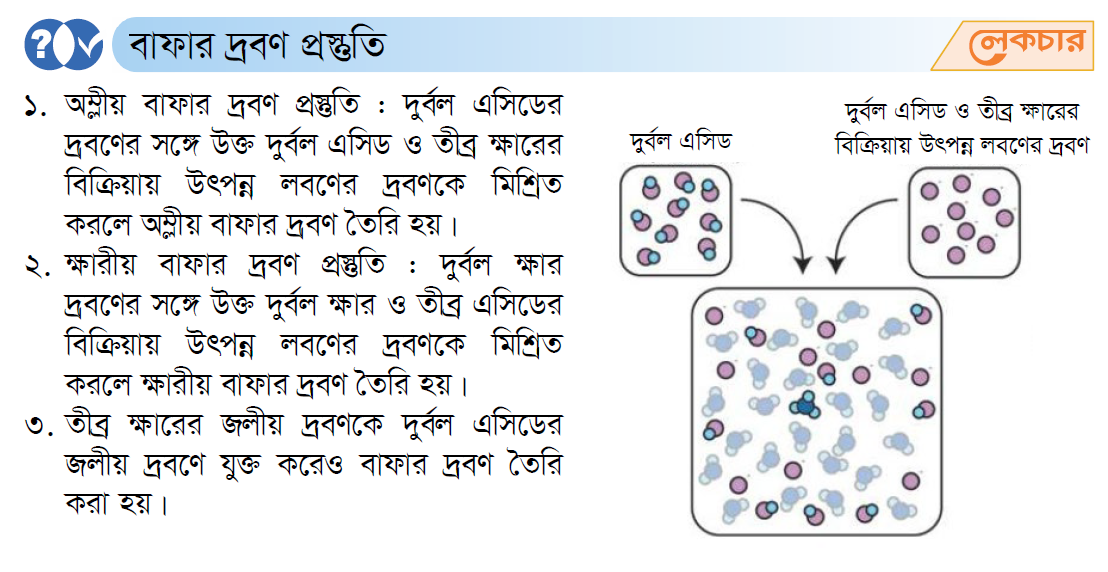 বাফার দ্রবণ প্রস্তুতি
লেকচার
১. অম্লীয় বাফার দ্রবণ প্রস্তুতি : দুর্বল এসিডের
দ্রবণের সঙ্গে উক্ত দুর্বল এসিড ও তীব্র ক্ষারের
বিক্রিয়ায় উৎপন্ন লবণের দ্রবণকে মিশ্রিত
করলে অম্লীয় বাফার দ্রবণ তৈরি হয়।
২. ক্ষারীয় বাফার দ্রবণ প্রস্তুতি : দুর্বল ক্ষার
দ্রবণের সঙ্গে উক্ত দুর্বল ক্ষার ও তীব্র এসিডের
বিক্রিয়ায় উৎপন্ন লবণের দ্রবণকে মিশ্রিত
করলে ক্ষারীয় বাফার দ্রবণ তৈরি হয়।
৩. তীব্র ক্ষারের জলীয় দ্রবণকে দুর্বল এসিডের
জলীয় দ্রবণে যুক্ত করেও বাফার দ্রবণ তৈরি
করা হয়।
দুর্বল এসিড
দুর্বল এসিড ও তীব্র ক্ষারের
বিক্রিয়ায় উৎপন্ন লবণের দ্রবণ